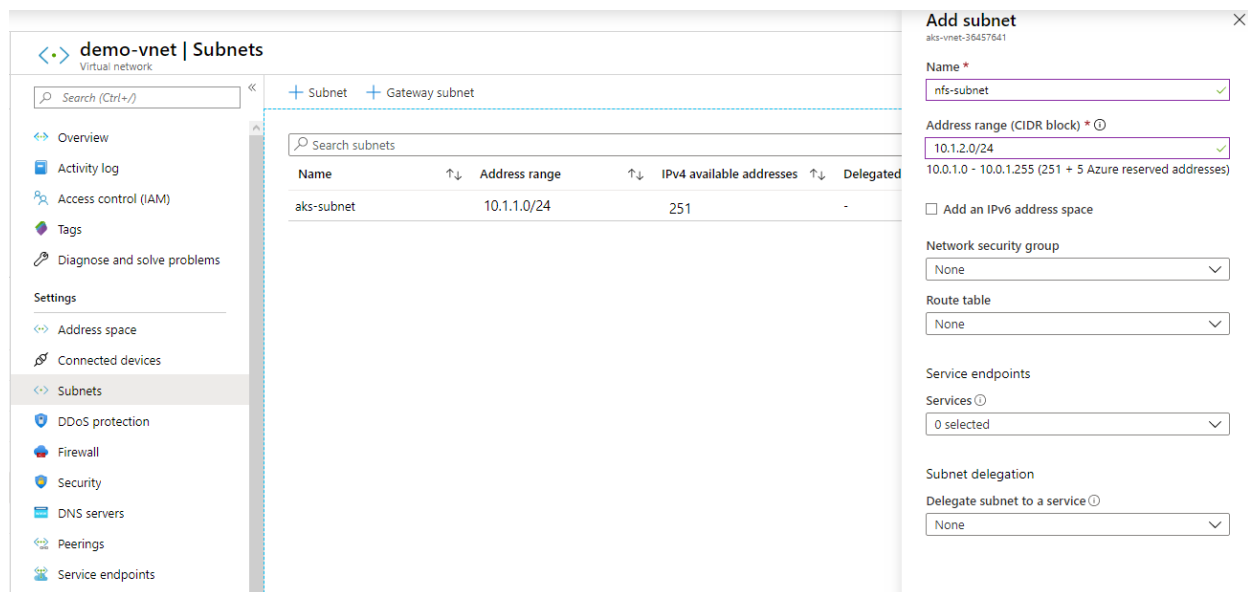 demo-vnet | Subnets
Virtual network
Search (Ctrl+/)
«
Overview
Activity log
Access control (IAM)
Tags
Diagnose and solve problems
Settings
Address space
Connected devices
Subnets
DDoS protection
Firewall
Security
DNS servers
Peerings
Service endpoints
+ Subnet + Gateway subnet
Search subnets
Name ↑↓ Address range ↑↓ IPv4 available addresses ↑↓ Delegated
aks-subnet 10.1.1.0/24 251 -
Add subnet
aks-vnet-36457641
Name *
nfs-subnet
Address range (CIDR block) *
10.1.2.0/24
10.0.1.0 - 10.0.1.255 (251 + 5 Azure reserved addresses)
Add an IPv6 address space
Network security group
None
Route table
None
Service endpoints
Services
0 selected
Subnet delegation
Delegate subnet to a service
None